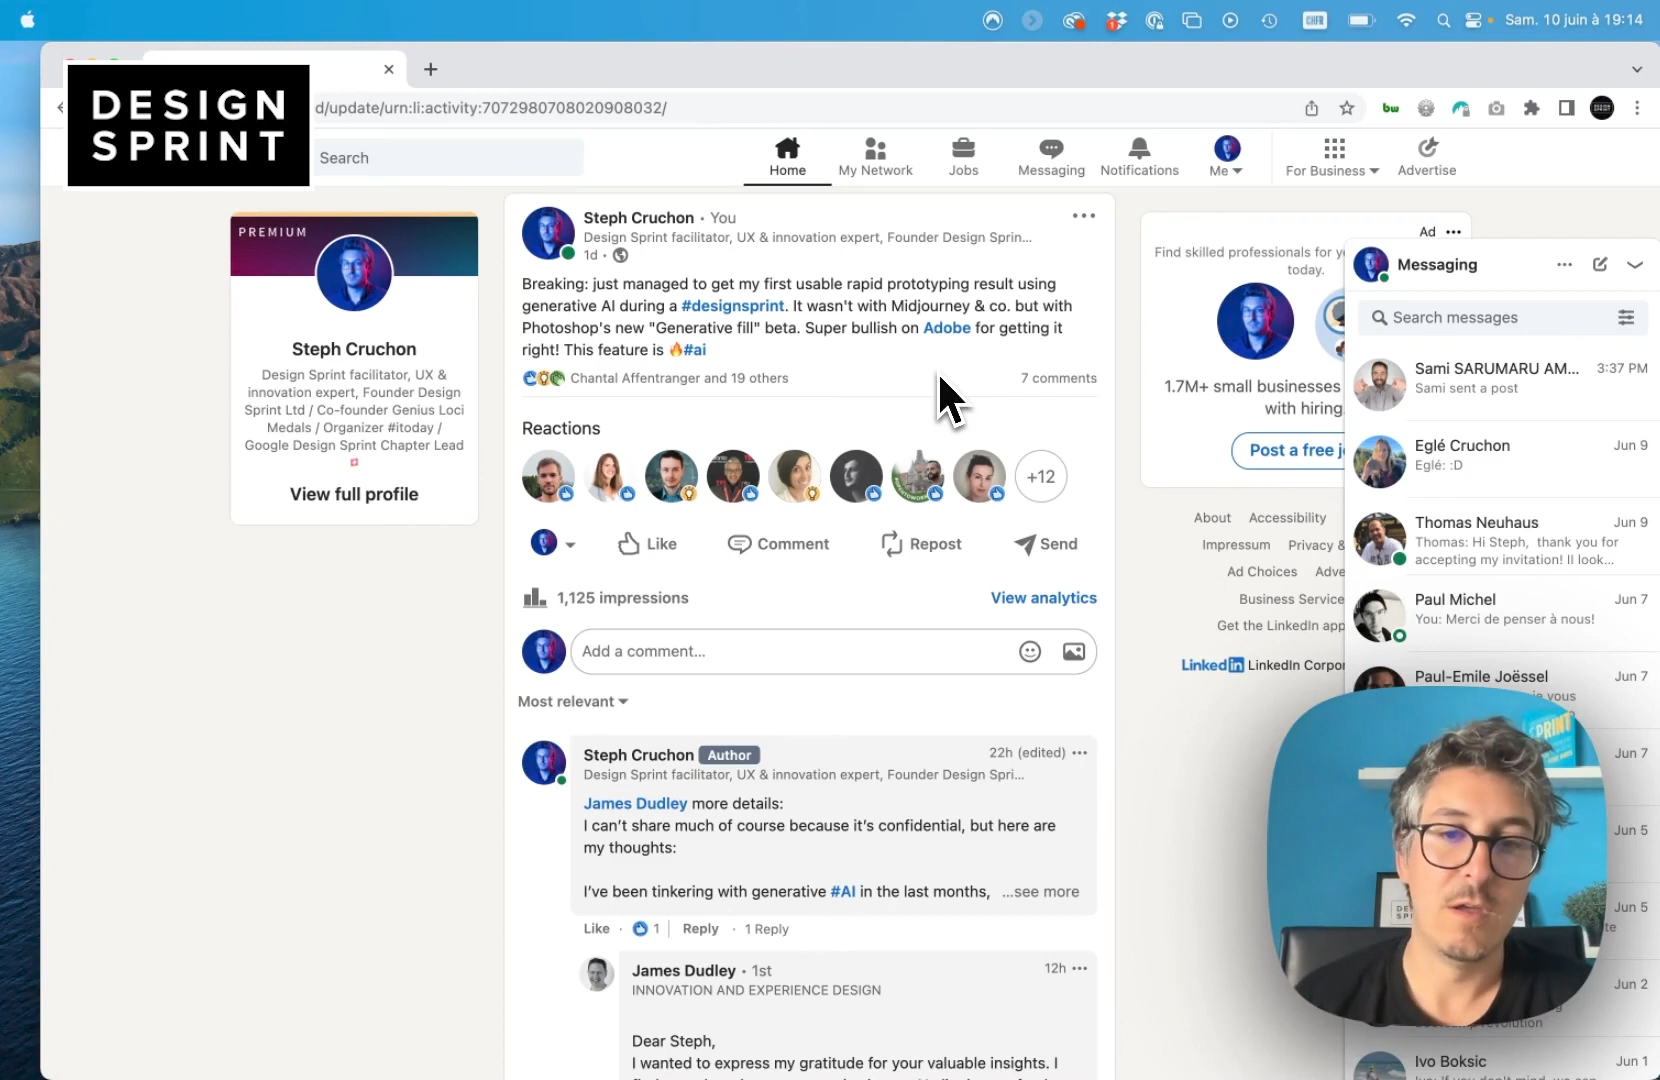 Sam. 10 juin à 19:14
DESIGN
SPRINT
d/update/urn:li:activity:7072980708020908032/
Search
Home
My Network
Jobs
Messaging
Notifications
Me
For Business
Advertise
PREMIUM
Steph Cruchon
Design Sprint facilitator, UX &
innovation expert, Founder Design
Sprint Ltd / Co-founder Genius Loci
Medals / Organizer #itoday /
Google Design Sprint Chapter Lead
View full profile
Steph Cruchon • You
Design Sprint facilitator, UX & innovation expert, Founder Design Sprin...
1d •
Breaking: just managed to get my first usable rapid prototyping result using
generative AI during a #designsprint. It wasn't with Midjourney & co. but with
Photoshop's new "Generative fill" beta. Super bullish on Adobe for getting it
right! This feature is 🔥#ai
Chantal Affentranger and 19 others
7 comments
Reactions
+12
Like
Comment
Repost
Send
1,125 impressions
View analytics
Add a comment...
Most relevant
Steph Cruchon Author
22h (edited)
Design Sprint facilitator, UX & innovation expert, Founder Design Spri...
James Dudley more details:
I can't share much of course because it's confidential, but here are
my thoughts:
I've been tinkering with generative #AI in the last months, ...see more
Like · 1 | Reply · 1 Reply
James Dudley • 1st
12h
INNOVATION AND EXPERIENCE DESIGN
Dear Steph,
I wanted to express my gratitude for your valuable insights. I
Ad
Find skilled professionals for
today.
1.7M+ small businesses
with hiring.
Post a free
About
Accessibility
Impressum
Privacy &
Ad Choices
Business Service
Get the LinkedIn app
LinkedIn LinkedIn
Messaging
Search messages
Sami SARUMARU AM...
3:37 PM
Sami sent a post
Eglé Cruchon
Jun 9
Eglé: :D
Thomas Neuhaus
Jun 9
Thomas: Hi Steph, thank you for
accepting my invitation! Il look...
Paul Michel
Jun 7
You: Merci de penser à nous!
Paul-Emile Joëssel
Jun 7
vous
Jun 7
SPRINT
Jun 5
Jun 5
Jun 2
Ivo Boksic
Jun 1